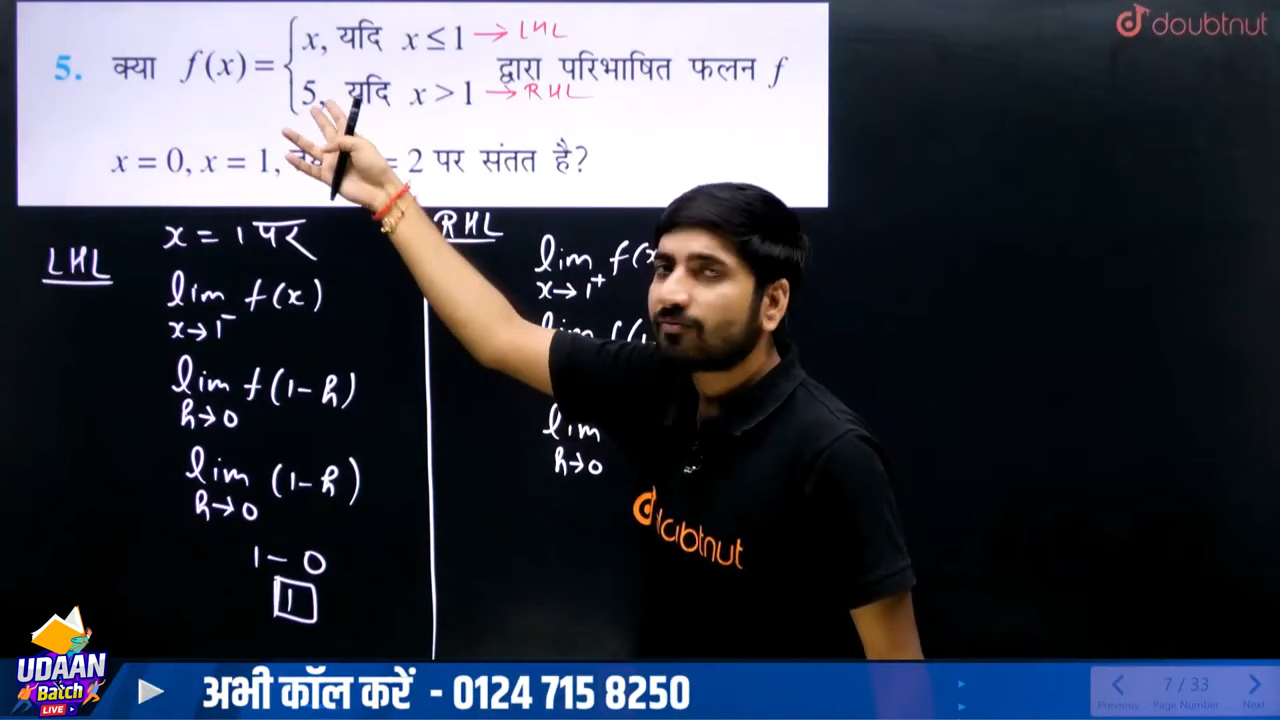 doubtnut
5. क्या f(x) = { x, यदि x ≤ 1 → LHL
5, यदि x > 1 → RHL
द्वारा परिभाषित फलन f
x = 0, x = 1, = 2 पर संतत है?
x = 1 पर
LHL
lim f(x)
x→1⁻
lim f(1-h)
h→0
lim (1-h)
h→0
1 - 0
1
RHL
lim f(x
x→1⁺
lim f(1
lim
h→0
doubtnut
UDAAN
Batch
LIVE
अभी कॉल करें - 0124 715 8250
7 / 33
Previous Page Number Next